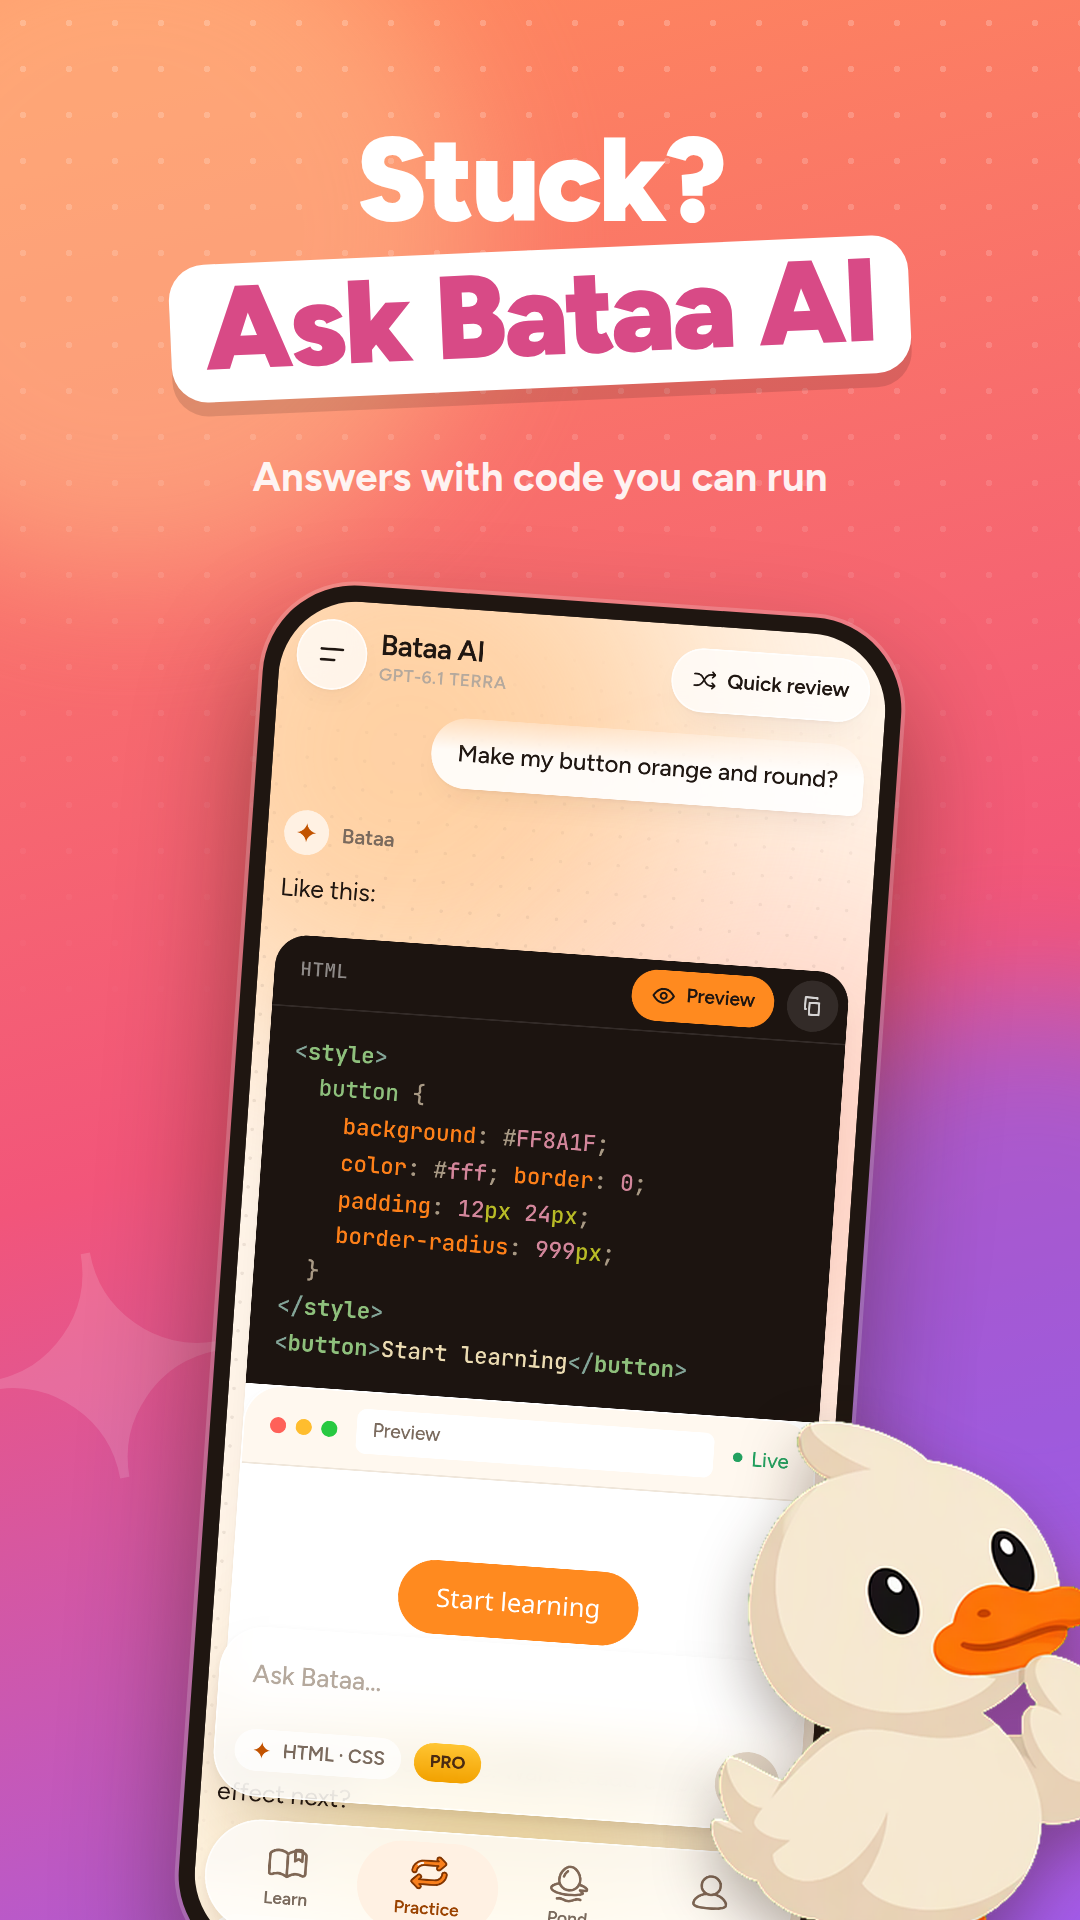 Stuck?
Ask Bataa AI
Answers with code you can run
Bataa AI
GPT-6.1 TERRA
Quick review
Make my button orange and round?
Bataa
Like this:
HTML
Preview
<style>
button {
background: #FF8A1F;
color: #fff; border: 0;
padding: 12px 24px;
border-radius: 999px;
}
</style>
<button>Start learning</button>
Preview
Live
Start learning
Ask Bataa...
HTML · CSS
PRO
effect next?
Learn
Practice
Pond